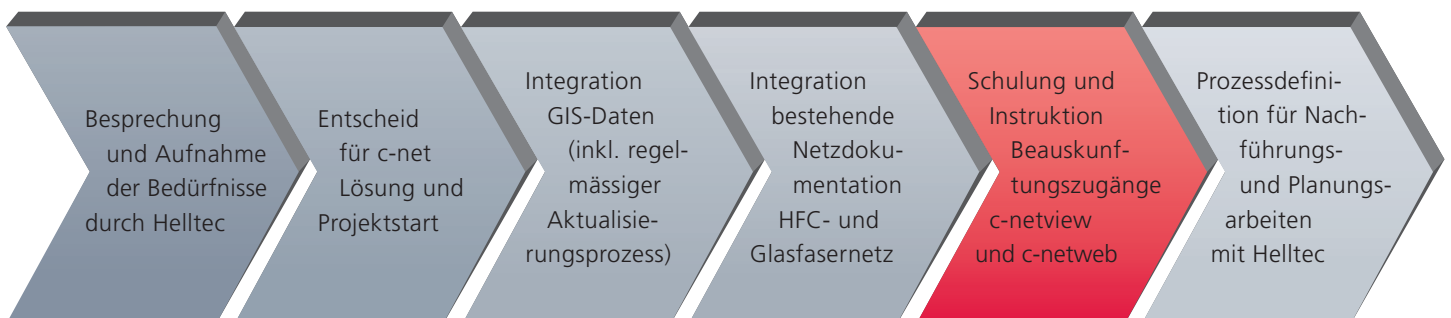 Besprechung
und Aufnahme
der Bedürfnisse
durch Helltec
Entscheid
für c-net
Lösung und
Projektstart
Integration
GIS-Daten
(inkl. regel-
mässiger
Aktualisie-
rungsprozess)
Integration
bestehende
Netzdoku-
mentation
HFC- und
Glasfasernetz
Schulung und
Instruktion
Beauskunf-
tungszugänge
c-netview
und c-netweb
Prozessdefini-
tion für Nach-
führungs-
und Planungs-
arbeiten
mit Helltec